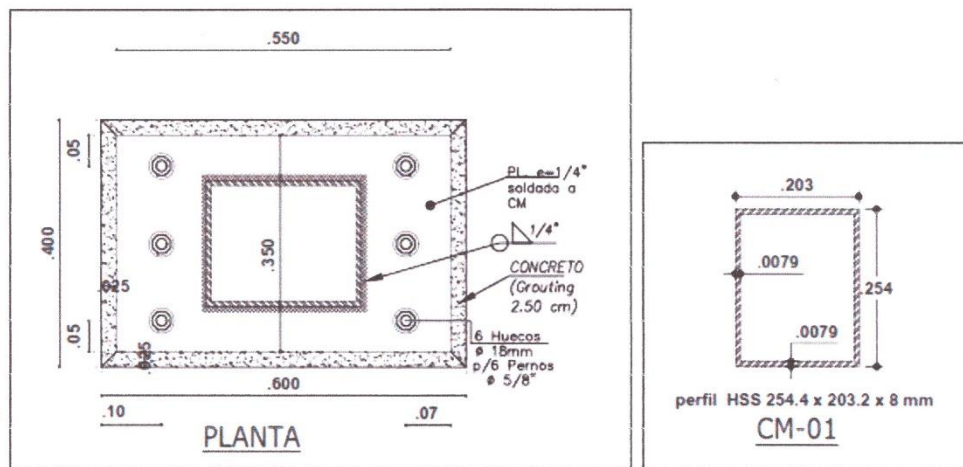 .550
.05
.400
.350
.025
.05
.025
PL. e=1/4"
soldada a
CM
1/4"
CONCRETO
(Grouting
2.50 cm)
6 Huecos
ø 18mm
p/6 Pernos
ø 5/8"
.600
.10
.07
PLANTA
.203
.0079
.254
.0079
perfil HSS 254.4 x 203.2 x 8 mm
CM-01